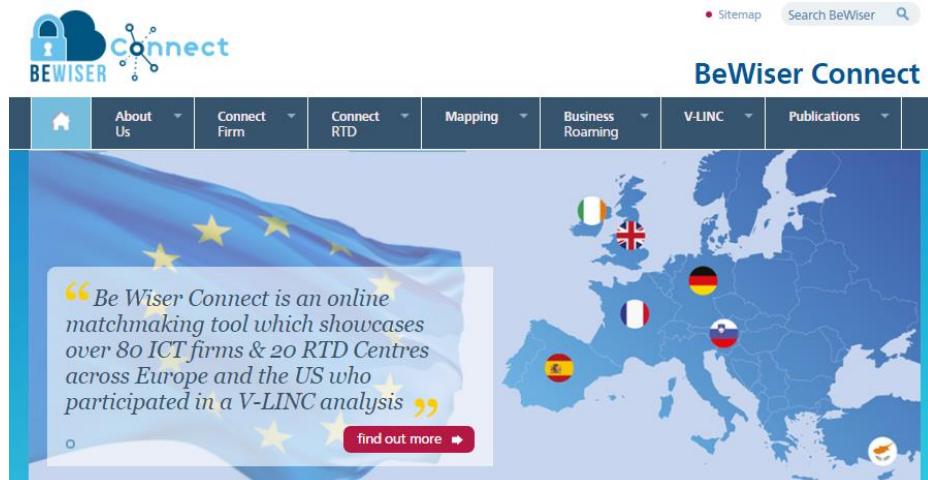 Sitemap
Search BeWiser
Connect
BEWISER
BeWiser Connect
About Us
Connect Firm
Connect RTD
Mapping
Business Roaming
V-LINC
Publications
“ Be Wiser Connect is an online
matchmaking tool which showcases
over 80 ICT firms & 20 RTD Centres
across Europe and the US who
participated in a V-LINC analysis ”
find out more